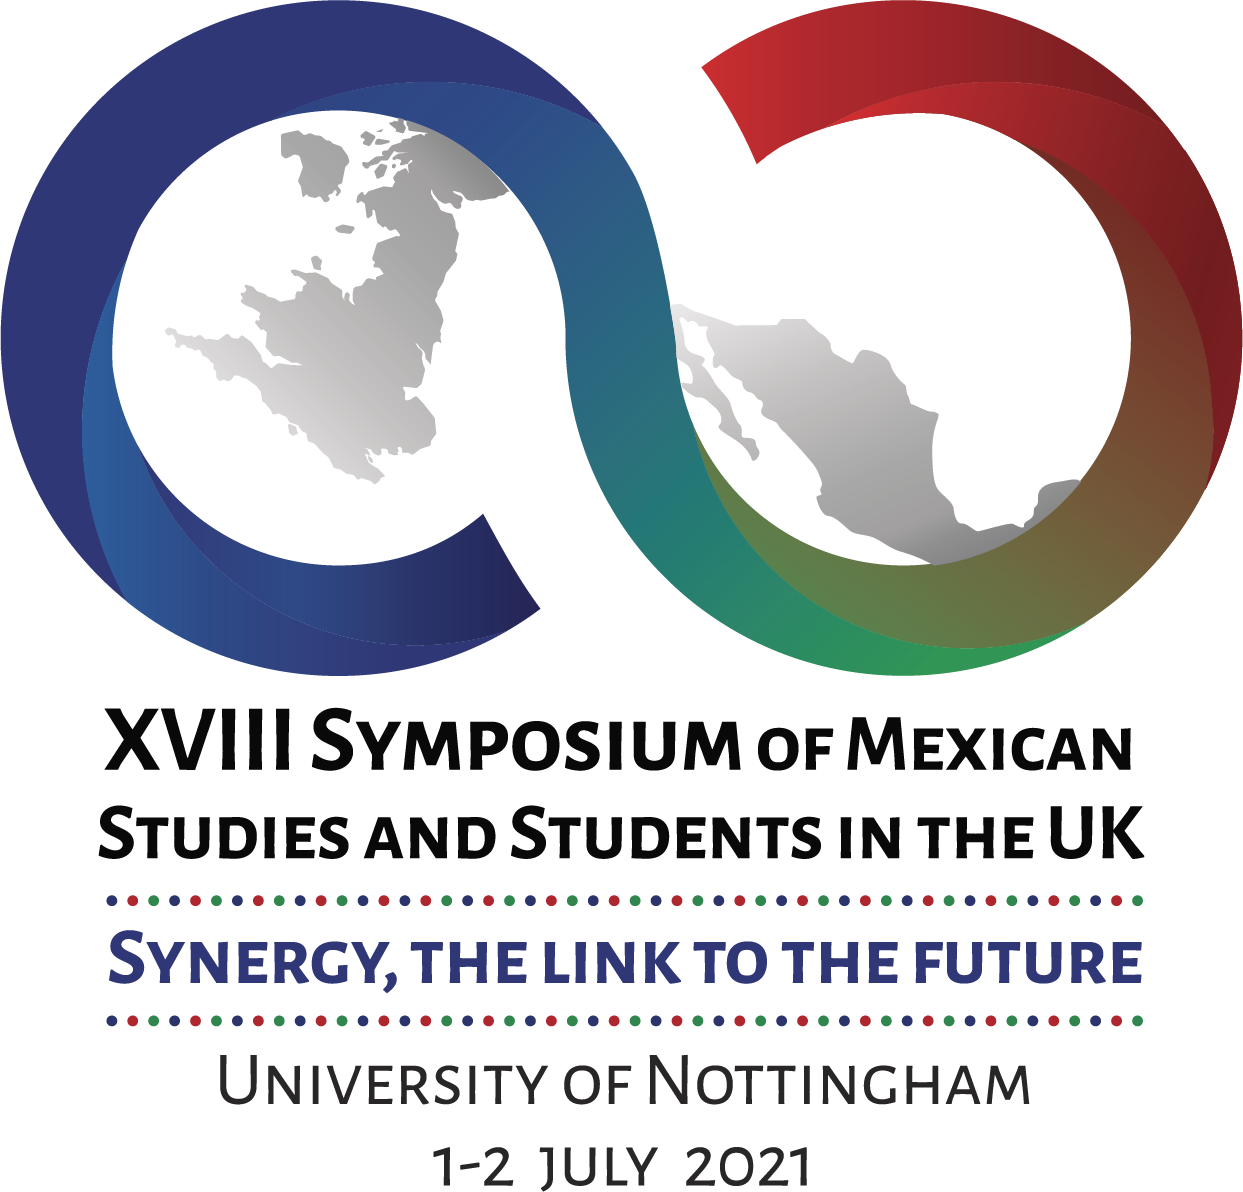 XVIII Symposium of Mexican
Studies and Students in the UK
Synergy, the link to the future
University of Nottingham
1-2 July 2021